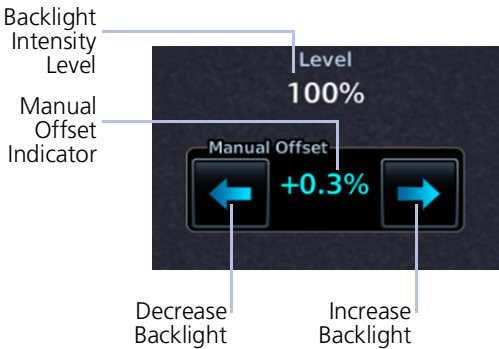 Backlight
Intensity
Level
Level
100%
Manual
Offset
Indicator
Manual Offset
+0.3%
Decrease
Backlight
Increase
Backlight